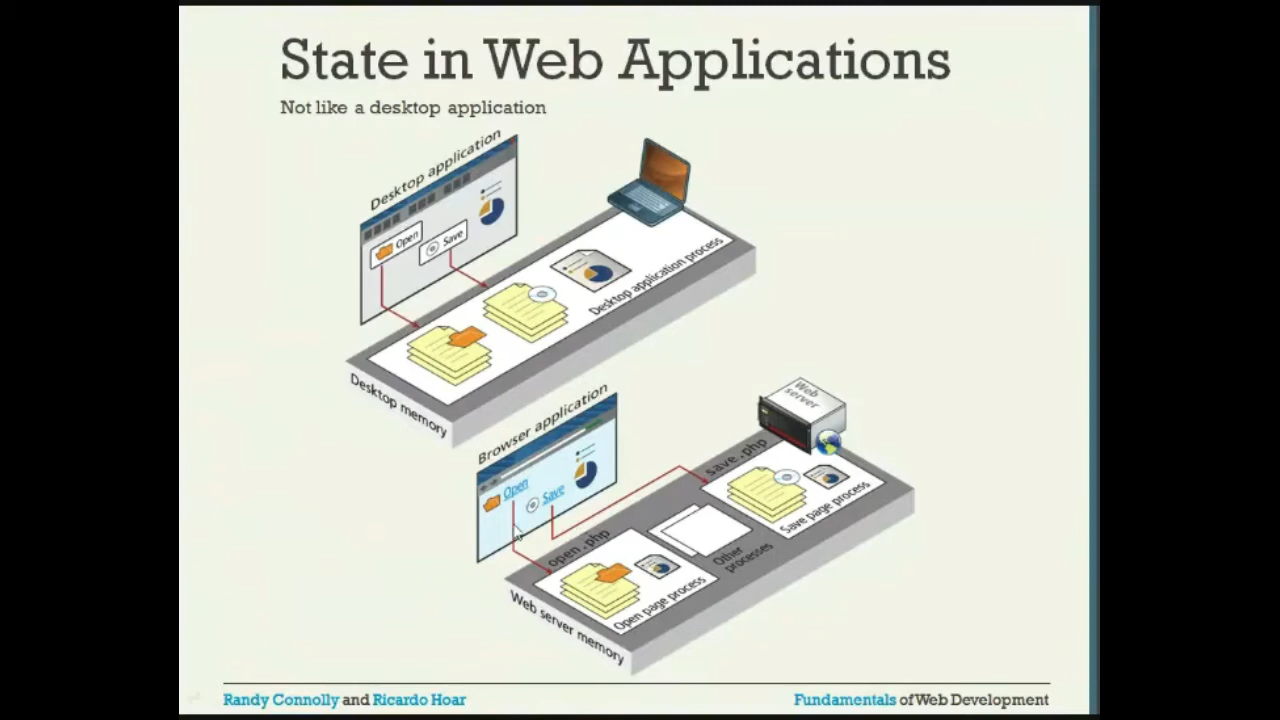 State in Web Applications
Not like a desktop application
Desktop application
Open
Save
Desktop application process
Desktop memory
Browser application
Open
Save
Web
server
save.php
Save page process
open.php
Other
processes
Open page process
Web server memory
Randy Connolly and Ricardo Hoar
Fundamentals of Web Development